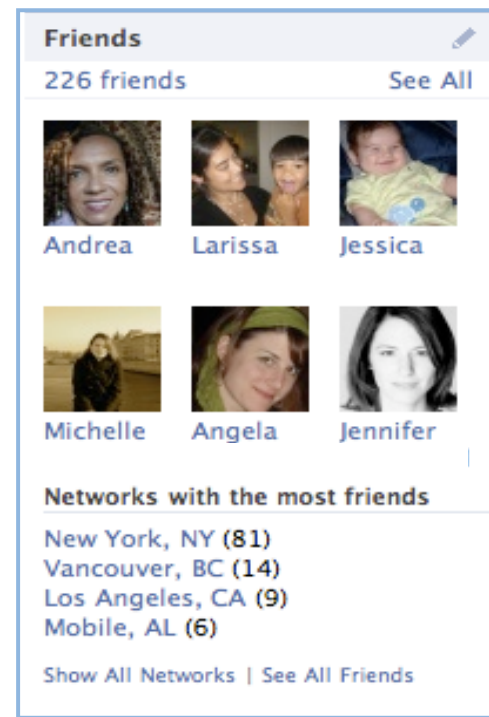 Friends
226 friends See All
Andrea Larissa Jessica
Michelle Angela Jennifer
Networks with the most friends
New York, NY (81)
Vancouver, BC (14)
Los Angeles, CA (9)
Mobile, AL (6)
Show All Networks | See All Friends